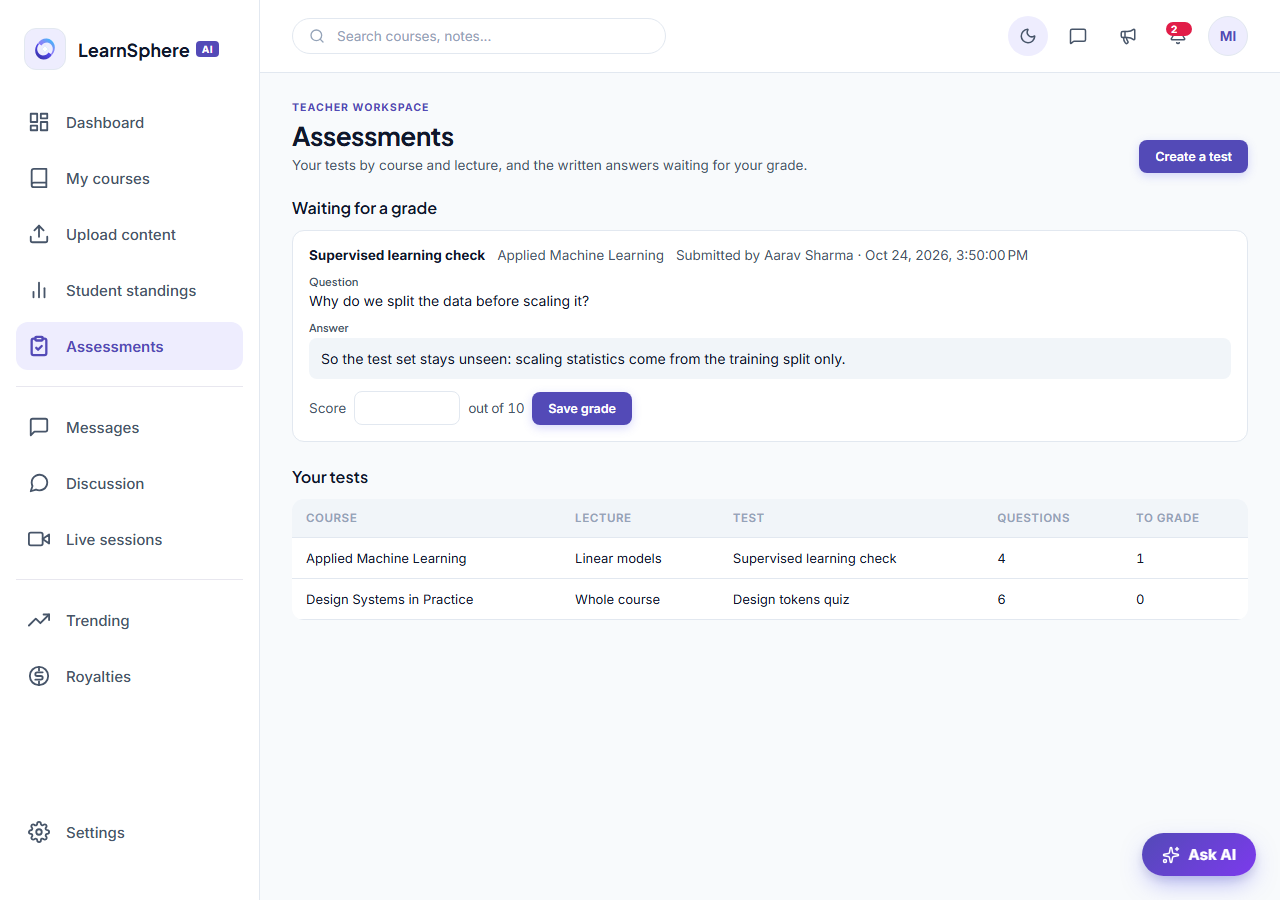 LearnSphere AI
Search courses, notes...
2
MI
Dashboard
My courses
Upload content
Student standings
Assessments
Messages
Discussion
Live sessions
Trending
Royalties
Settings
TEACHER WORKSPACE
Assessments
Your tests by course and lecture, and the written answers waiting for your grade.
Create a test
Waiting for a grade
Supervised learning check Applied Machine Learning Submitted by Aarav Sharma · Oct 24, 2026, 3:50:00 PM
Question
Why do we split the data before scaling it?
Answer
So the test set stays unseen: scaling statistics come from the training split only.
Score out of 10 Save grade
Your tests
COURSE LECTURE TEST QUESTIONS TO GRADE
Applied Machine Learning Linear models Supervised learning check 4 1
Design Systems in Practice Whole course Design tokens quiz 6 0
Ask AI